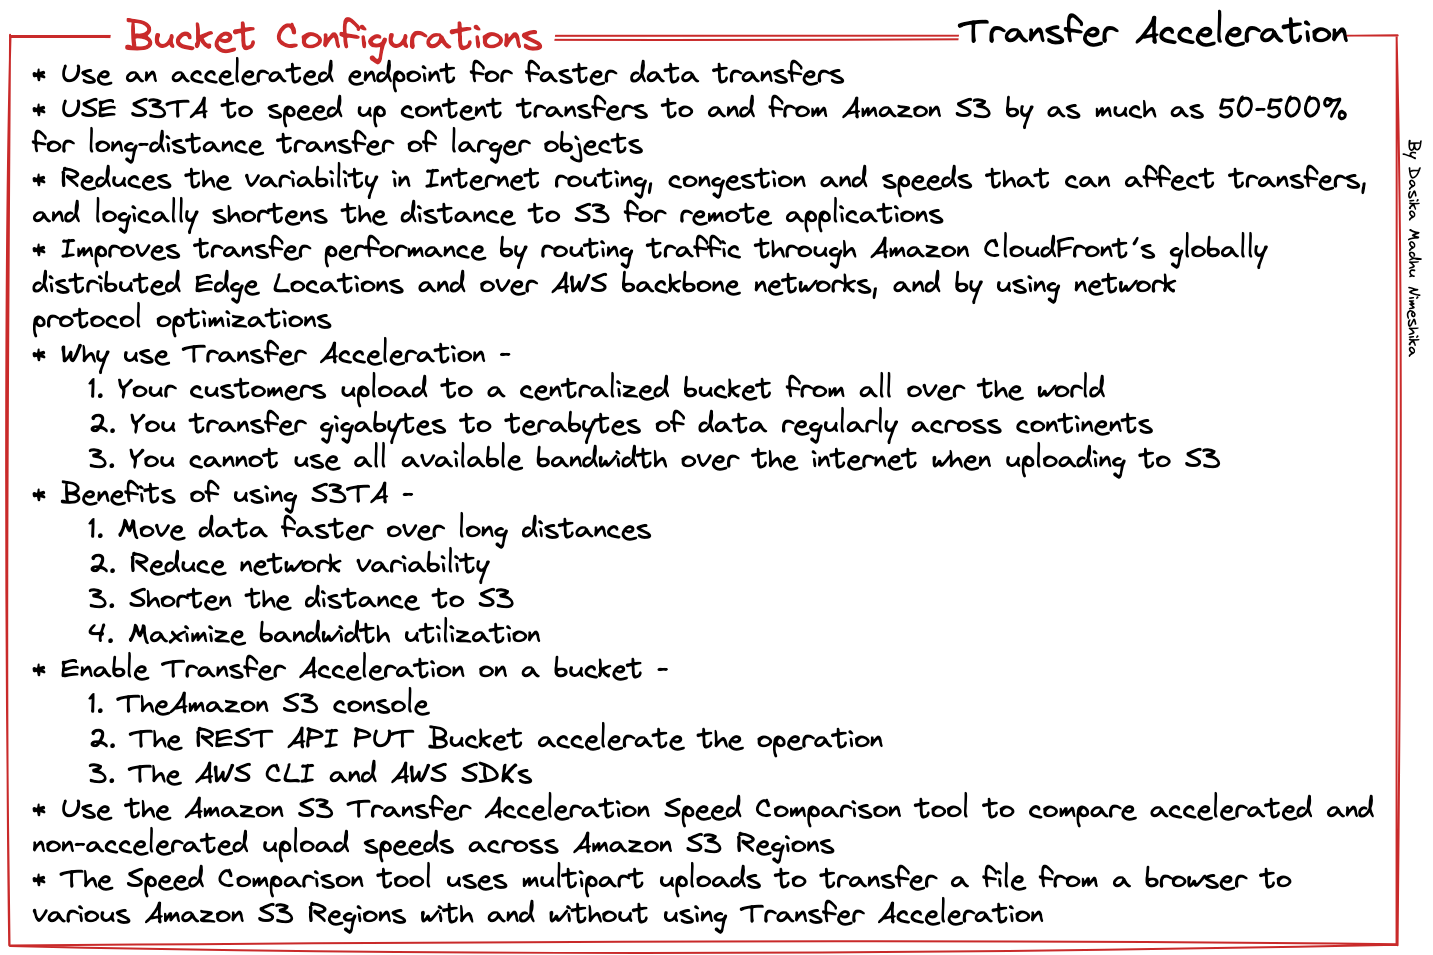 Bucket Configurations
Transfer Acceleration
* Use an accelerated endpoint for faster data transfers
* USE S3TA to speed up content transfers to and from Amazon S3 by as much as 50-500%
for long-distance transfer of larger objects
* Reduces the variability in Internet routing, congestion and speeds that can affect transfers,
and logically shortens the distance to S3 for remote applications
* Improves transfer performance by routing traffic through Amazon CloudFront's globally
distributed Edge Locations and over AWS backbone networks, and by using network
protocol optimizations
* Why use Transfer Acceleration -
1. Your customers upload to a centralized bucket from all over the world
2. You transfer gigabytes to terabytes of data regularly across continents
3. You cannot use all available bandwidth over the internet when uploading to S3
* Benefits of using S3TA -
1. Move data faster over long distances
2. Reduce network variability
3. Shorten the distance to S3
4. Maximize bandwidth utilization
* Enable Transfer Acceleration on a bucket -
1. TheAmazon S3 console
2. The REST API PUT Bucket accelerate the operation
3. The AWS CLI and AWS SDKs
* Use the Amazon S3 Transfer Acceleration Speed Comparison tool to compare accelerated and
non-accelerated upload speeds across Amazon S3 Regions
* The Speed Comparison tool uses multipart uploads to transfer a file from a browser to
various Amazon S3 Regions with and without using Transfer Acceleration
By Dasika Madhu Nimeshika